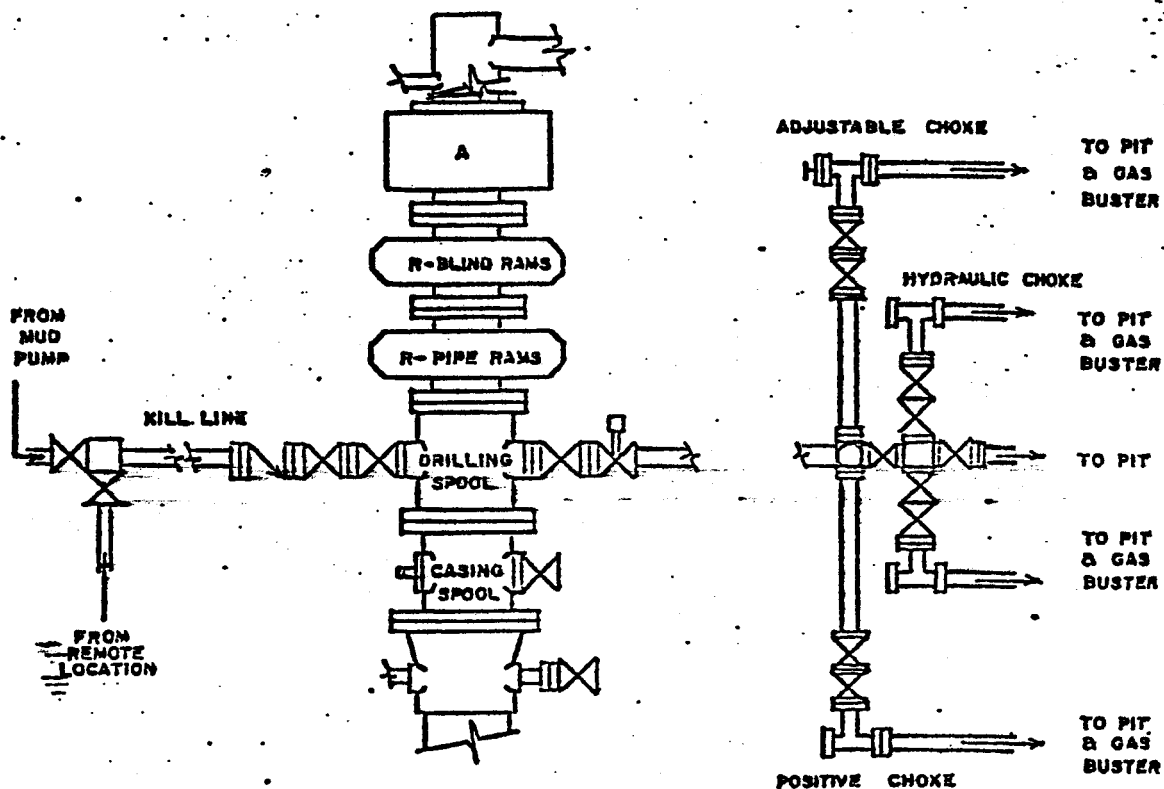 A
R-BLIND RAMS
R-PIPE RAMS
FROM
MUD
PUMP
KILL LINE
DRILLING
SPOOL
CASING
SPOOL
FROM
REMOTE
LOCATION
ADJUSTABLE CHOKE
TO PIT
& GAS
BUSTER
HYDRAULIC CHOKE
TO PIT
& GAS
BUSTER
TO PIT
TO PIT
& GAS
BUSTER
TO PIT
& GAS
BUSTER
POSITIVE CHOKE